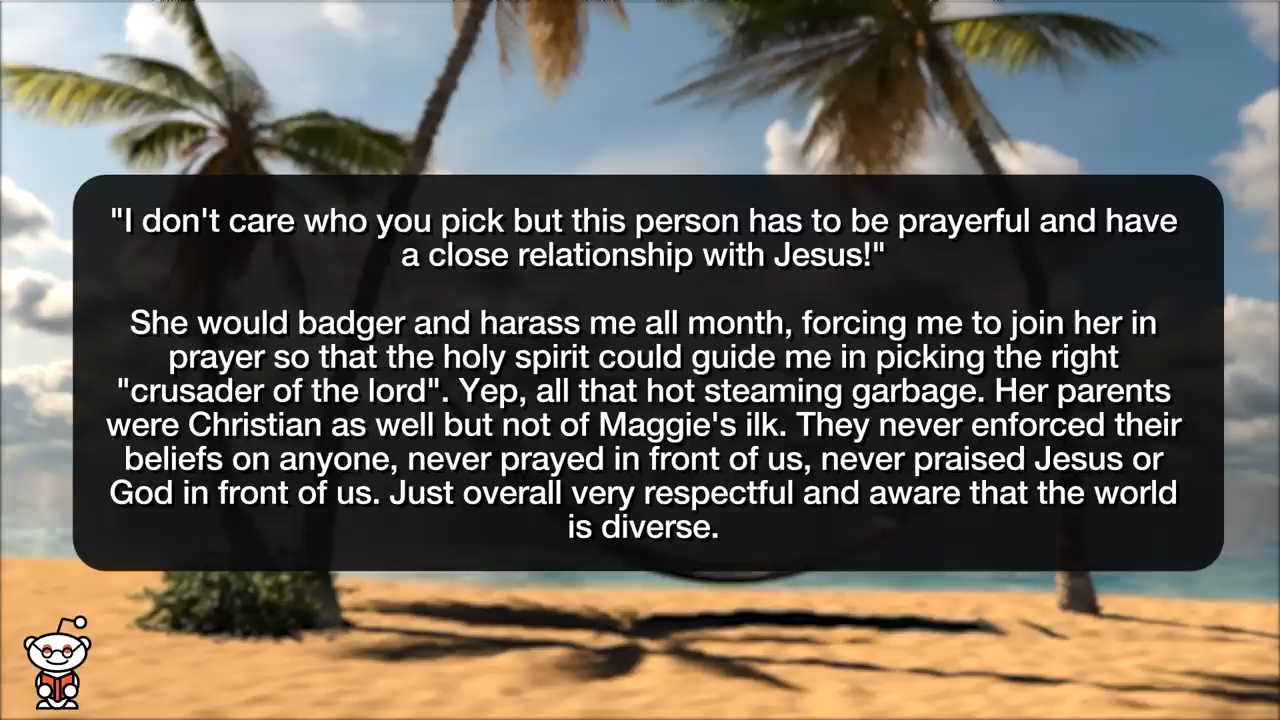 "I don't care who you pick but this person has to be prayerful and have
a close relationship with Jesus!"
She would badger and harass me all month, forcing me to join her in
prayer so that the holy spirit could guide me in picking the right
"crusader of the lord". Yep, all that hot steaming garbage. Her parents
were Christian as well but not of Maggie's ilk. They never enforced their
beliefs on anyone, never prayed in front of us, never praised Jesus or
God in front of us. Just overall very respectful and aware that the world
is diverse.